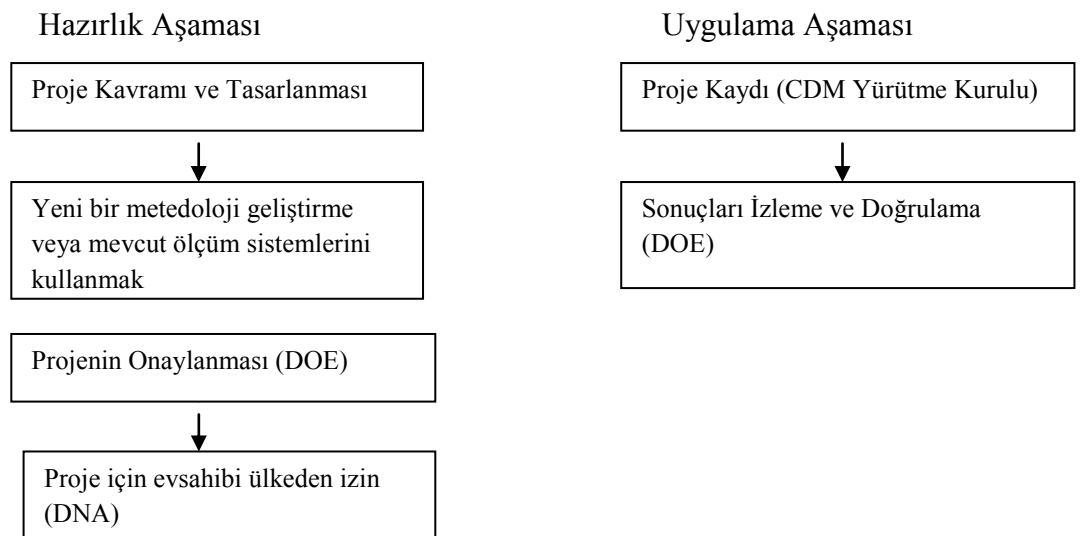 Hazırlık Aşaması
Proje Kavramı ve Tasarlanması
Yeni bir metedoloji geliştirme
veya mevcut ölçüm sistemlerini
kullanmak
Projenin Onaylanması (DOE)
Proje için evsahibi ülkeden izin
(DNA)
Uygulama Aşaması
Proje Kaydı (CDM Yürütme Kurulu)
Sonuçları İzleme ve Doğrulama
(DOE)